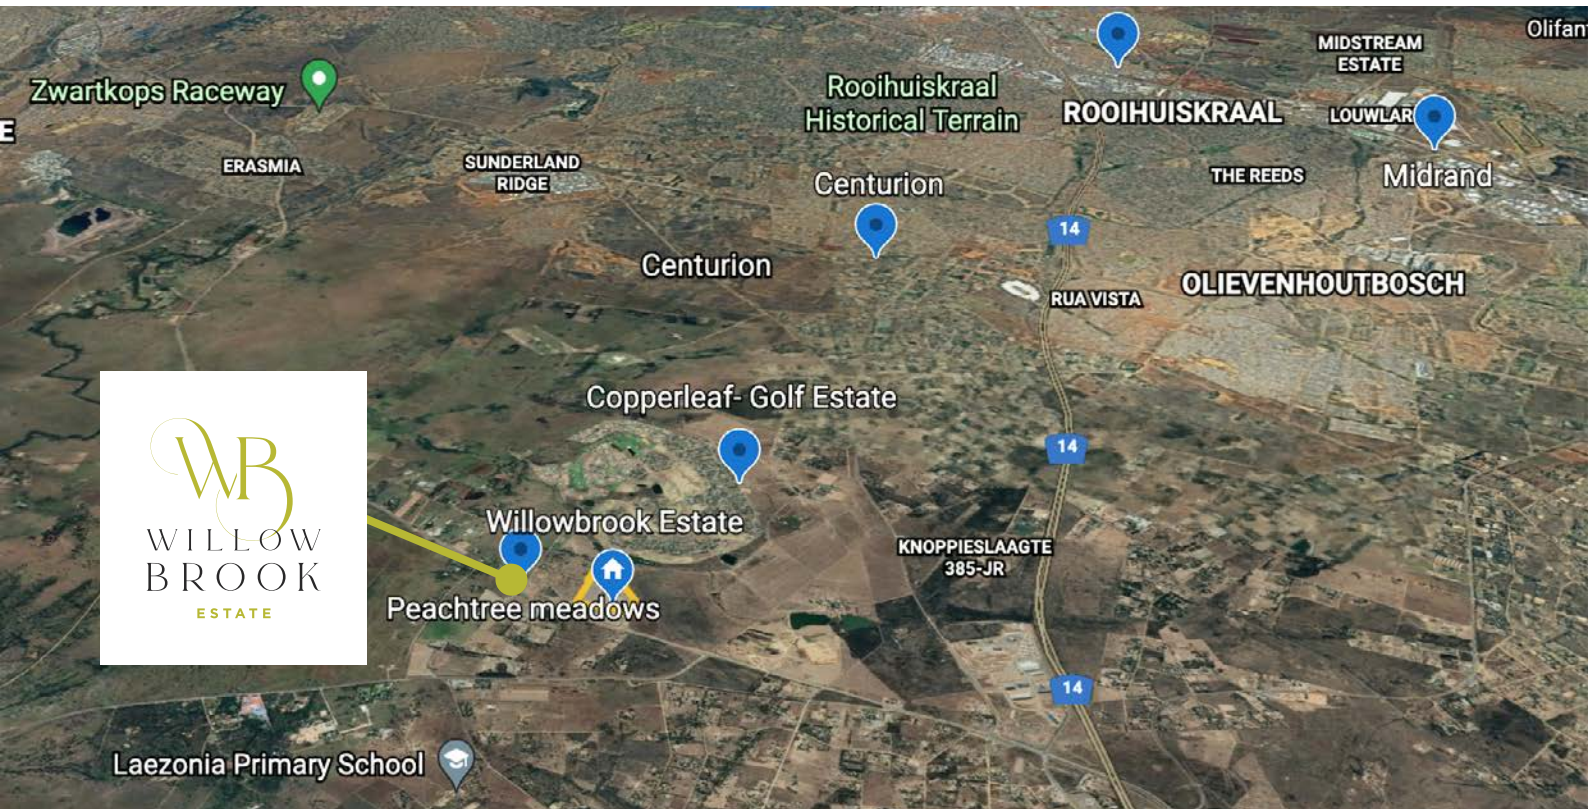 Olifan
MIDSTREAM
ESTATE
Zwartkops Raceway
Rooihuiskraal
Historical Terrain
ROOIHUISKRAAL
LOUWLAR
E
ERASMIA
SUNDERLAND
RIDGE
Centurion
THE REEDS
Midrand
14
Centurion
RUA VISTA
OLIEVENHOUTBOSCH
Copperleaf- Golf Estate
14
WB
WILLOW
BROOK
ESTATE
Willowbrook Estate
KNOPPIESLAAGTE
385-JR
Peachtree meadows
14
Laezonia Primary School